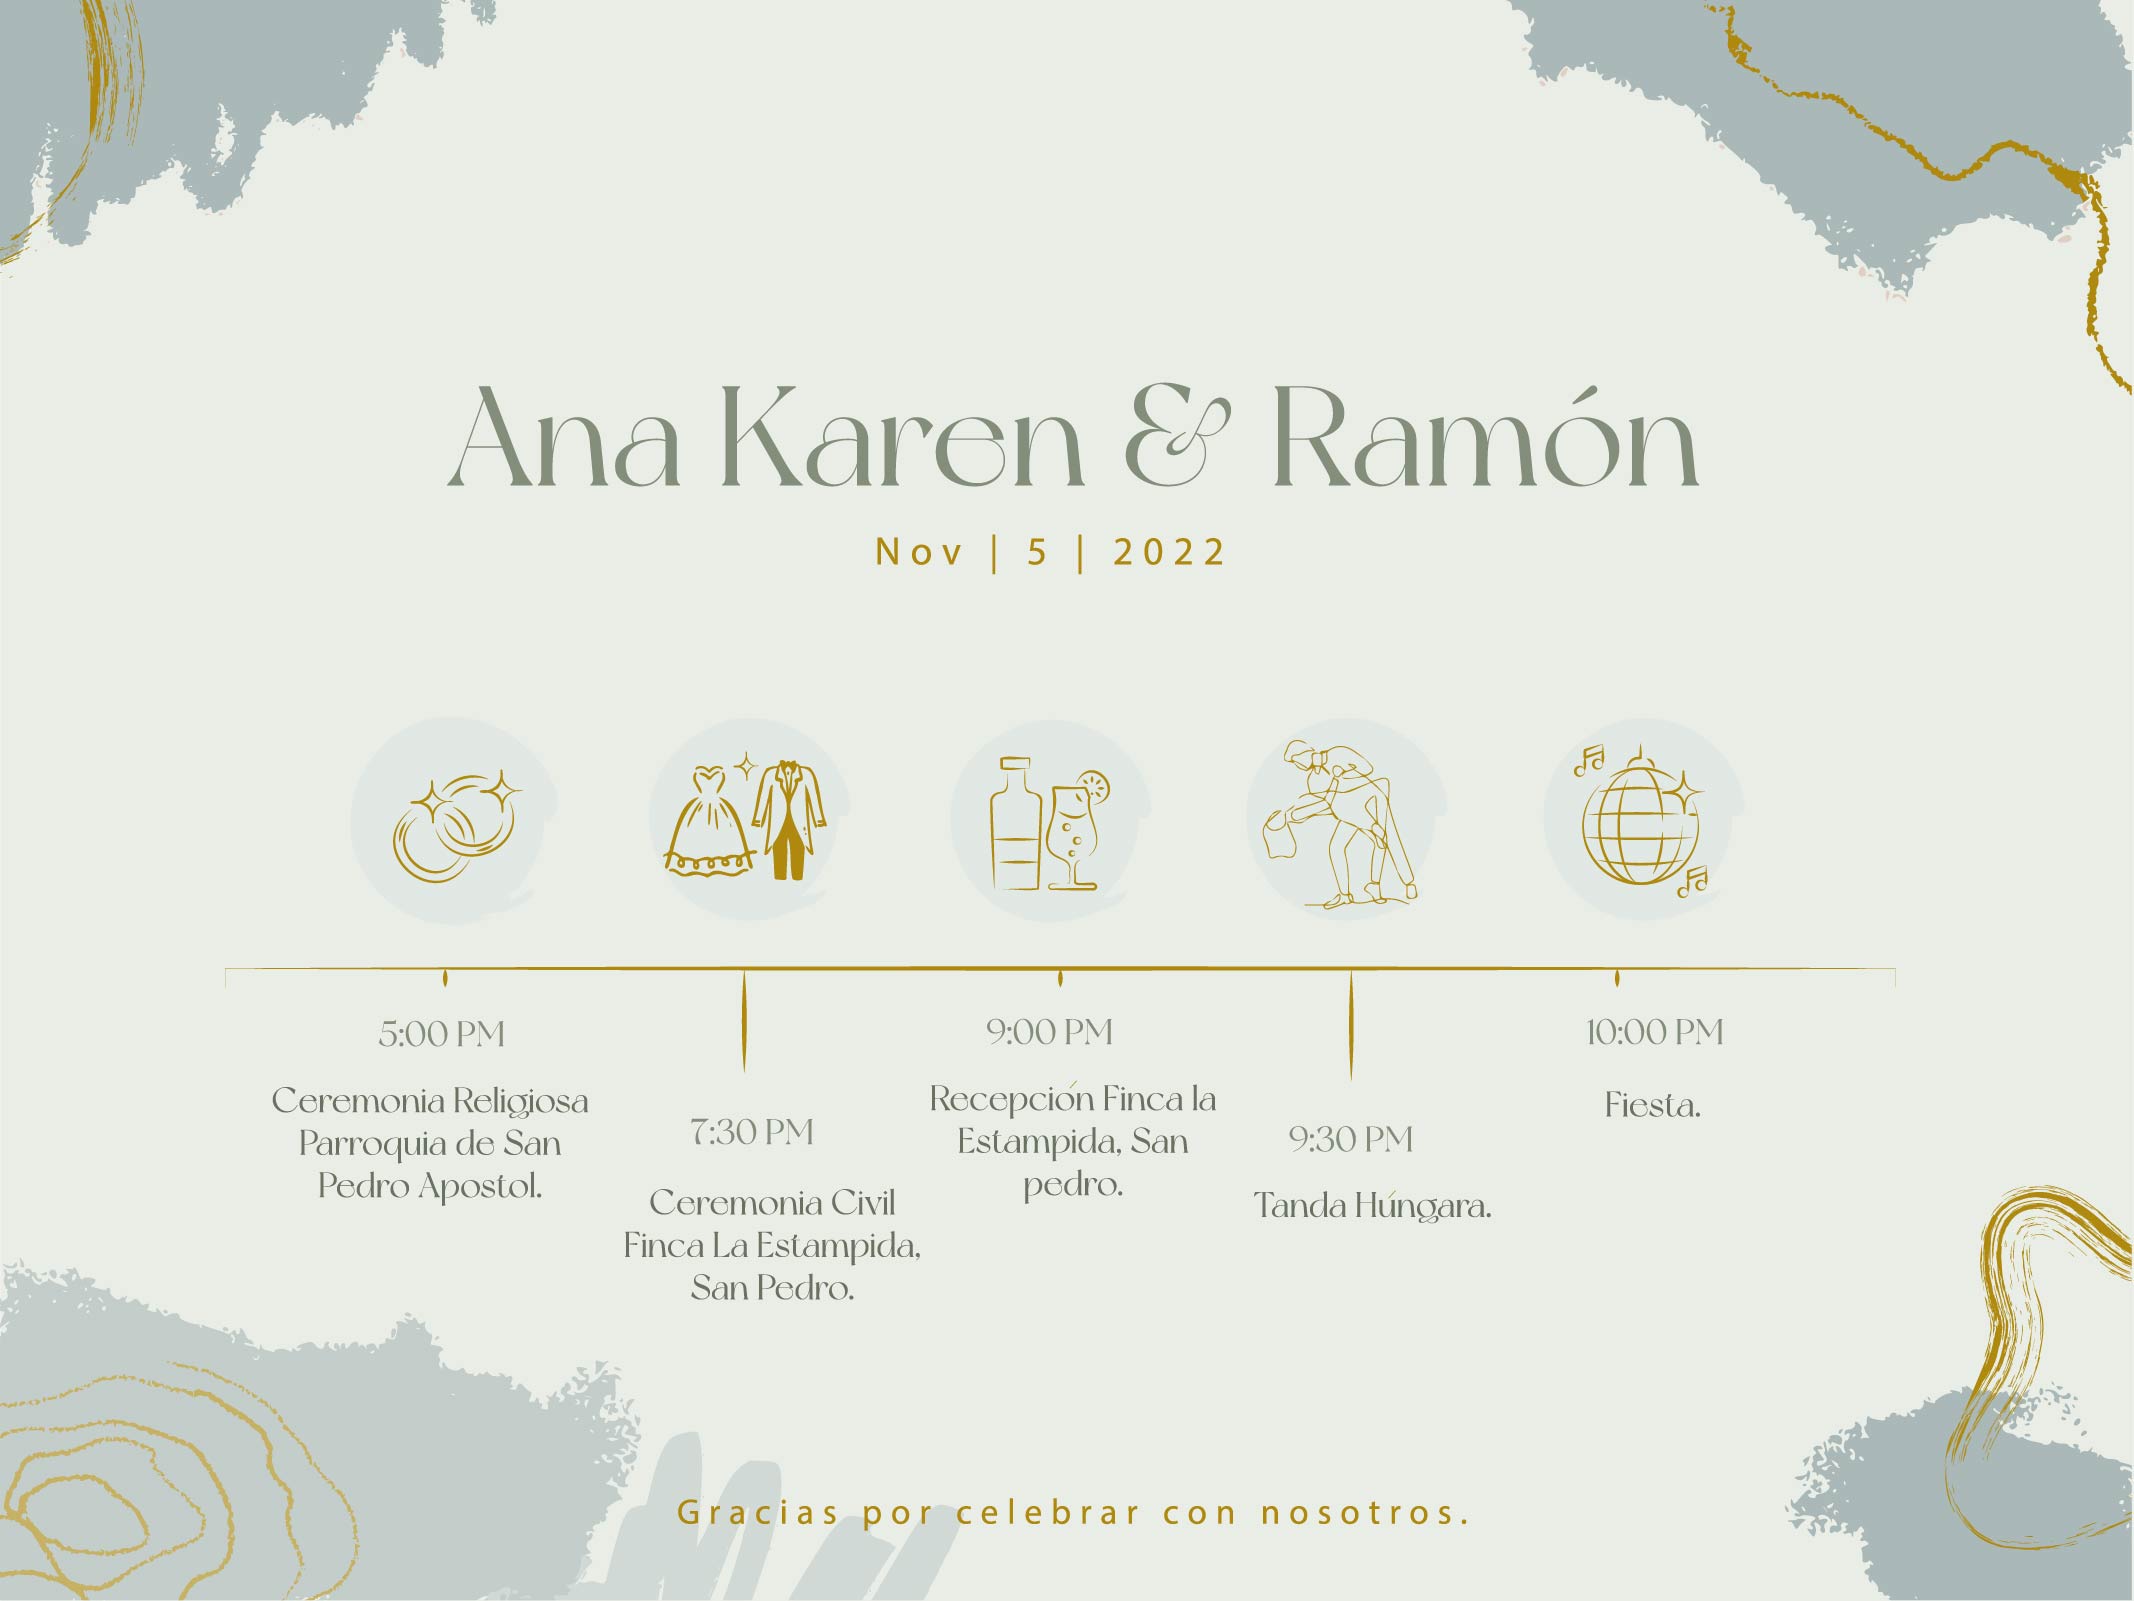 Ana Karen & Ramón
Nov | 5 | 2022
5:00 PM
Ceremonia Religiosa
Parroquia de San
Pedro Apostol.
7:30 PM
Ceremonia Civil
Finca La Estampida,
San Pedro.
9:00 PM
Recepción Finca la
Estampida, San
pedro.
9:30 PM
Tanda Húngara.
10:00 PM
Fiesta.
Gracias por celebrar con nosotros.